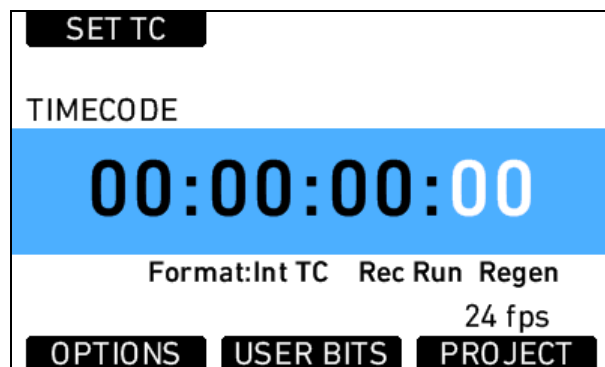 SET TC
TIMECODE
00:00:00:00
Format:Int TC Rec Run Regen
24 fps
OPTIONS USER BITS PROJECT